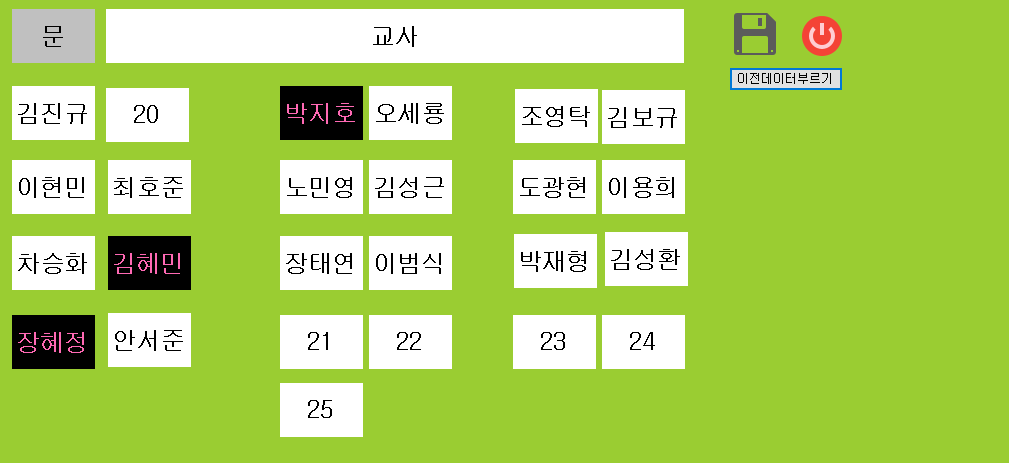 문 교사
이전데이터부르기
김진규 20 박지호 오세룡 조영탁 김보규
이현민 최호준 노민영 김성근 도광현 이용희
차승화 김혜민 장태연 이범식 박재형 김성환
장혜정 안서준 21 22 23 24
25